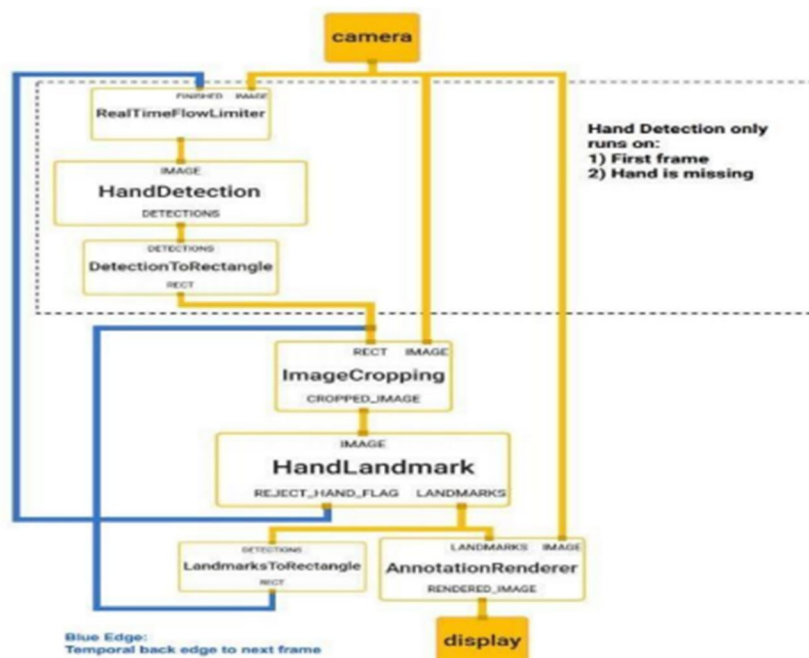 camera
FINISHED IMAGE
RealTimeFlowLimiter
IMAGE
HandDetection
DETECTIONS
DETECTIONS
DetectionToRectangle
RECT
Hand Detection only
runs on:
1) First frame
2) Hand is missing
RECT IMAGE
ImageCropping
CROPPED_IMAGE
IMAGE
HandLandmark
REJECT_HAND_FLAG LANDMARKS
DETECTIONS
LandmarksToRectangle
RECT
LANDMARKS IMAGE
AnnotationRenderer
RENDERED_IMAGE
display
Blue Edge:
Temporal back edge to next frame